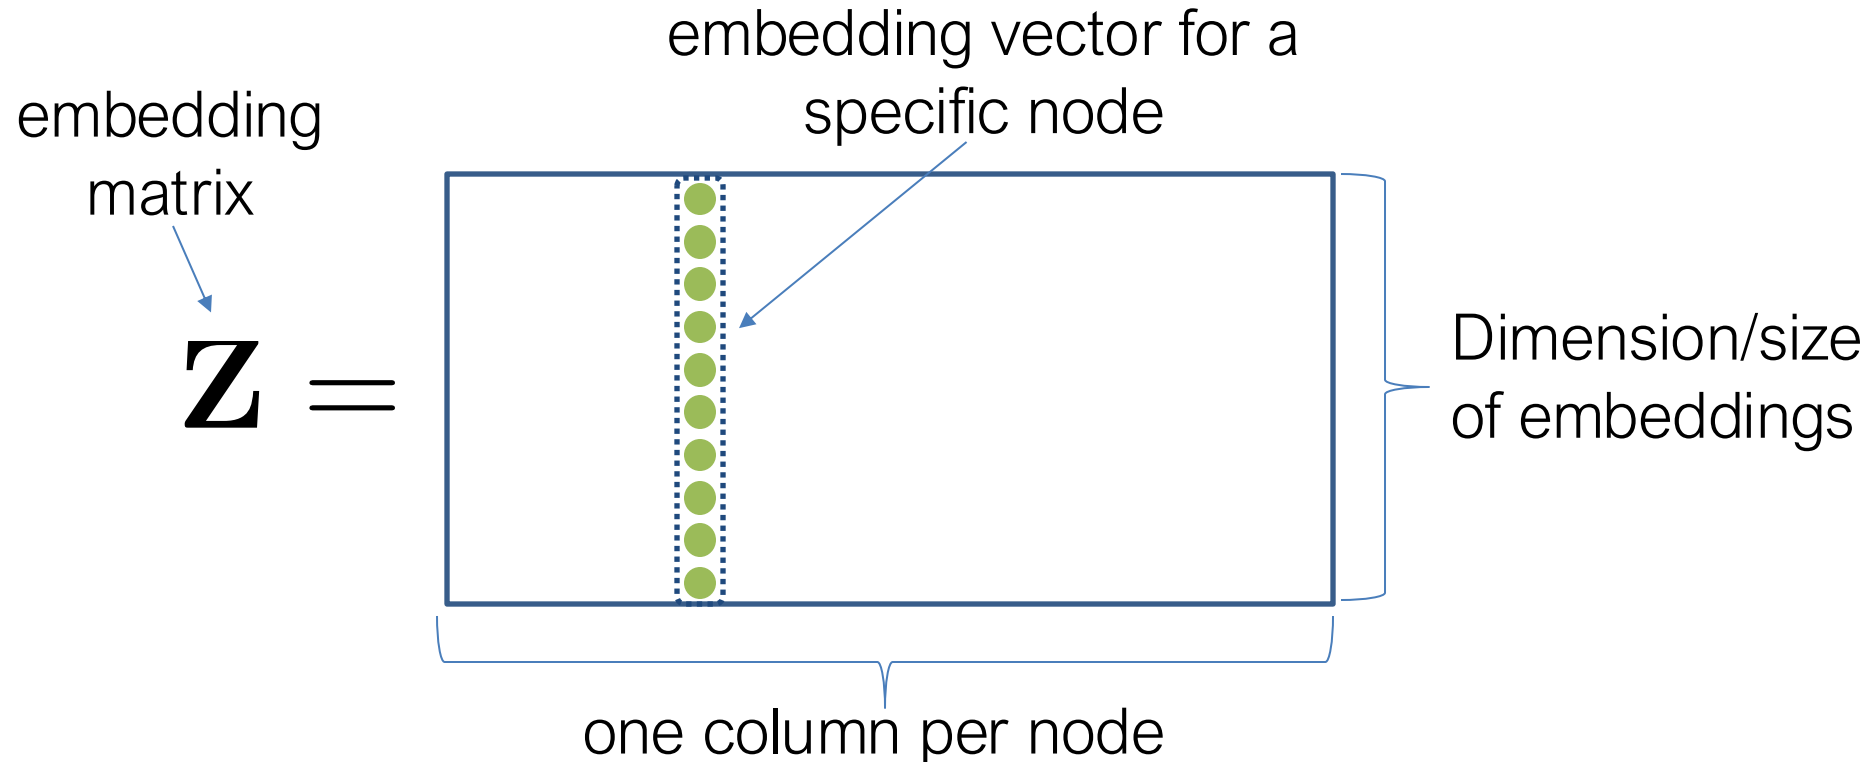 embedding vector for a
specific node
embedding
matrix
Z =
Dimension/size
of embeddings
one column per node